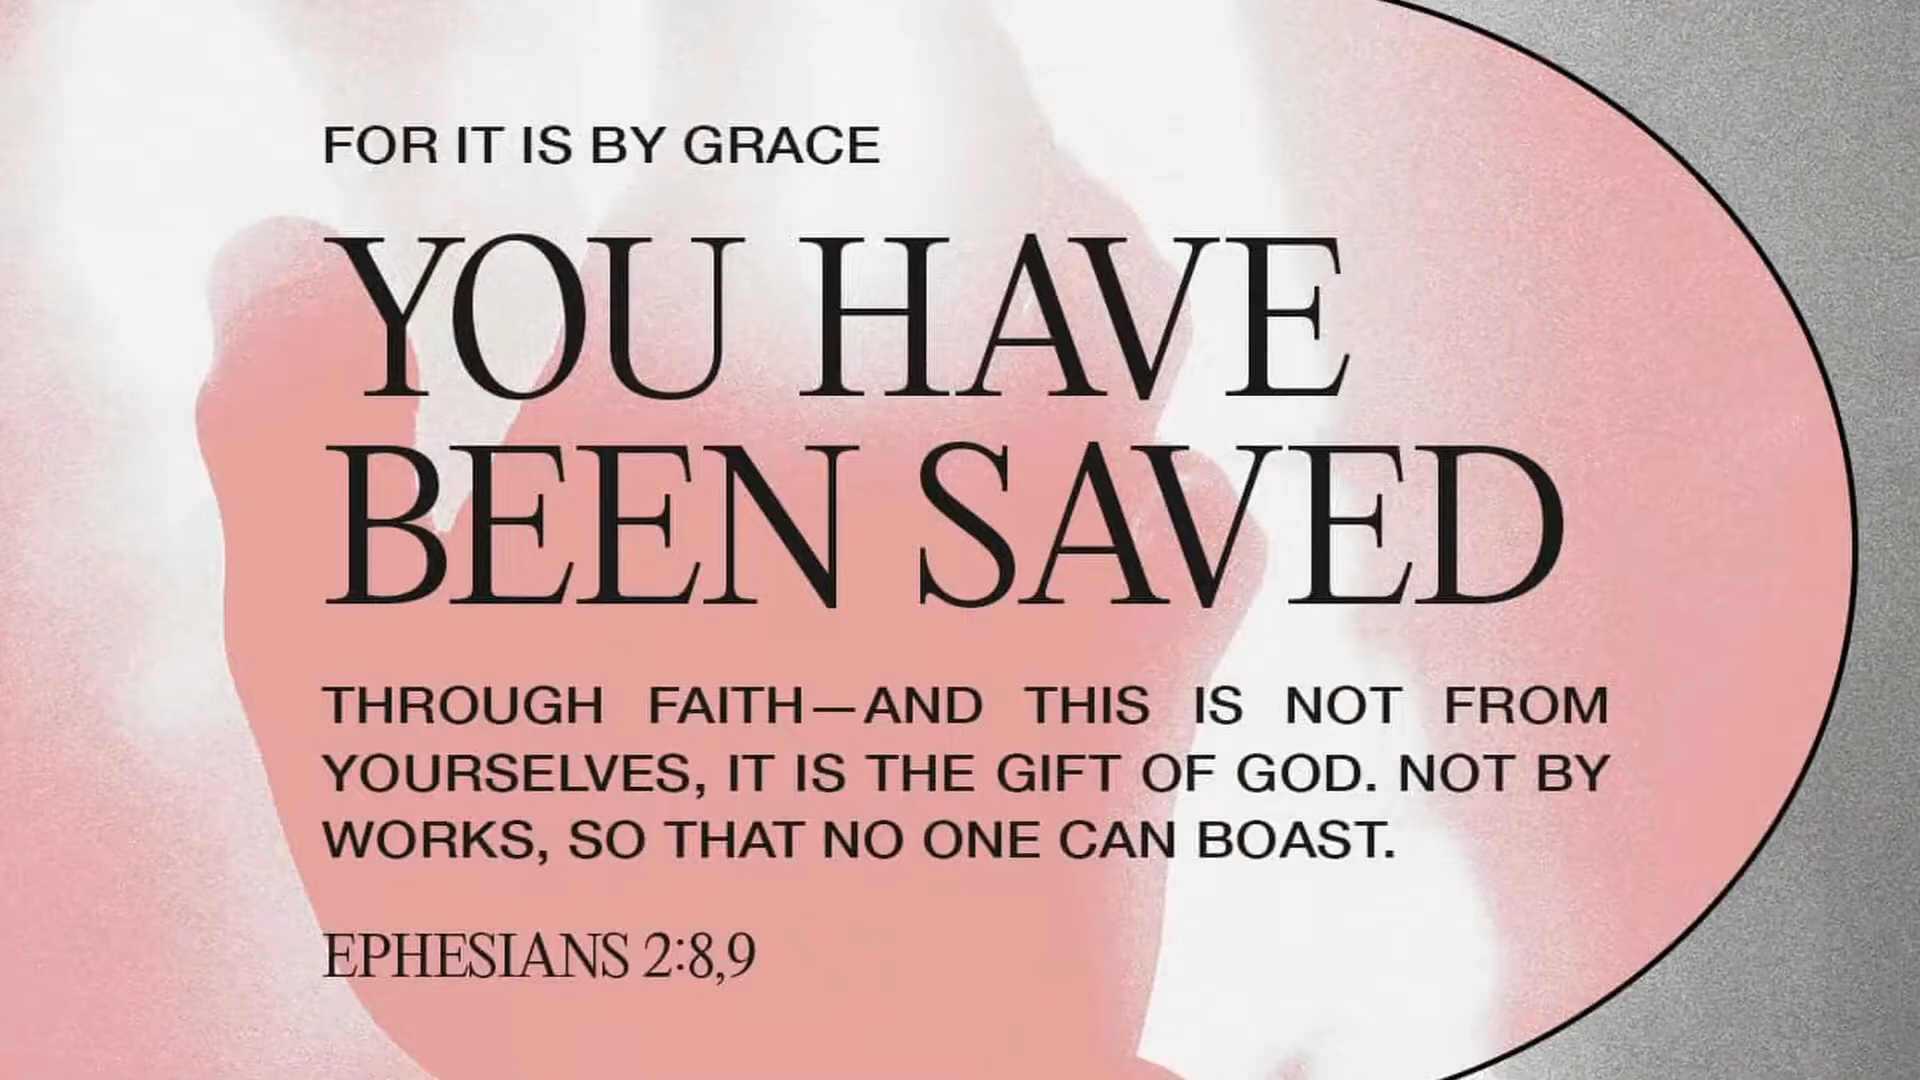 FOR IT IS BY GRACE
YOU HAVE
BEEN SAVED
THROUGH FAITH—AND THIS IS NOT FROM
YOURSELVES, IT IS THE GIFT OF GOD. NOT BY
WORKS, SO THAT NO ONE CAN BOAST.
EPHESIANS 2:8,9